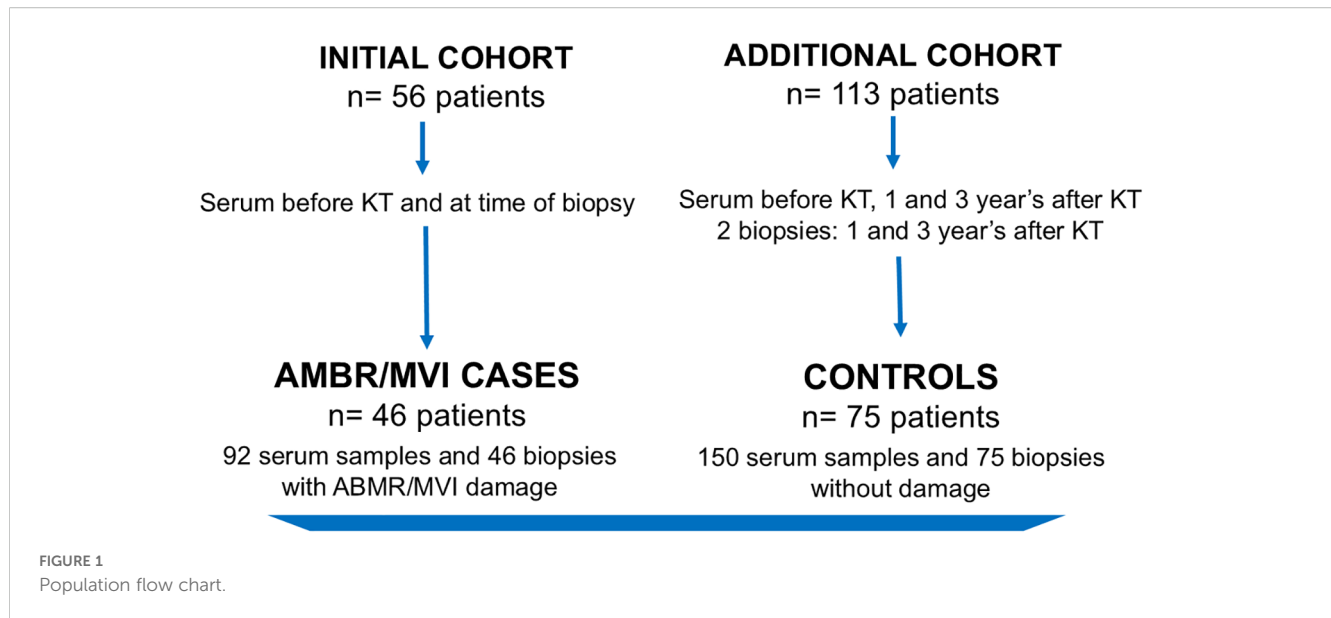 INITIAL COHORT
n= 56 patients
Serum before KT and at time of biopsy
AMBR/MVI CASES
n= 46 patients
92 serum samples and 46 biopsies
with ABMR/MVI damage
ADDITIONAL COHORT
n= 113 patients
Serum before KT, 1 and 3 year's after KT
2 biopsies: 1 and 3 year's after KT
CONTROLS
n= 75 patients
150 serum samples and 75 biopsies
without damage
FIGURE 1
Population flow chart.